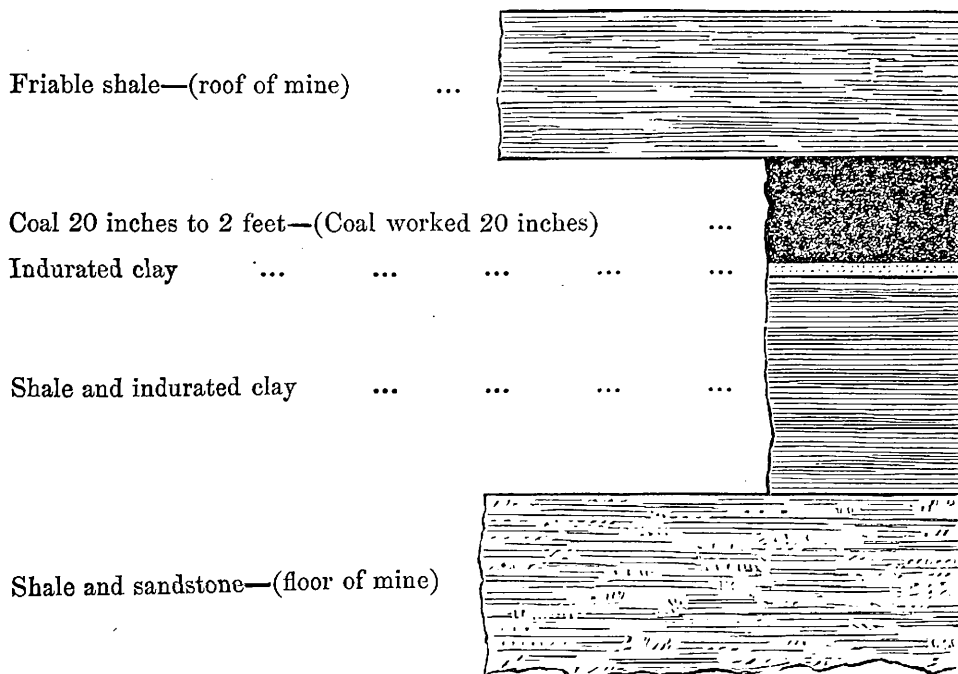 Friable shale—(roof of mine) ...
Coal 20 inches to 2 feet—(Coal worked 20 inches) ...
Indurated clay ... ... ... ... ...
Shale and indurated clay ... ... ... ...
Shale and sandstone—(floor of mine)